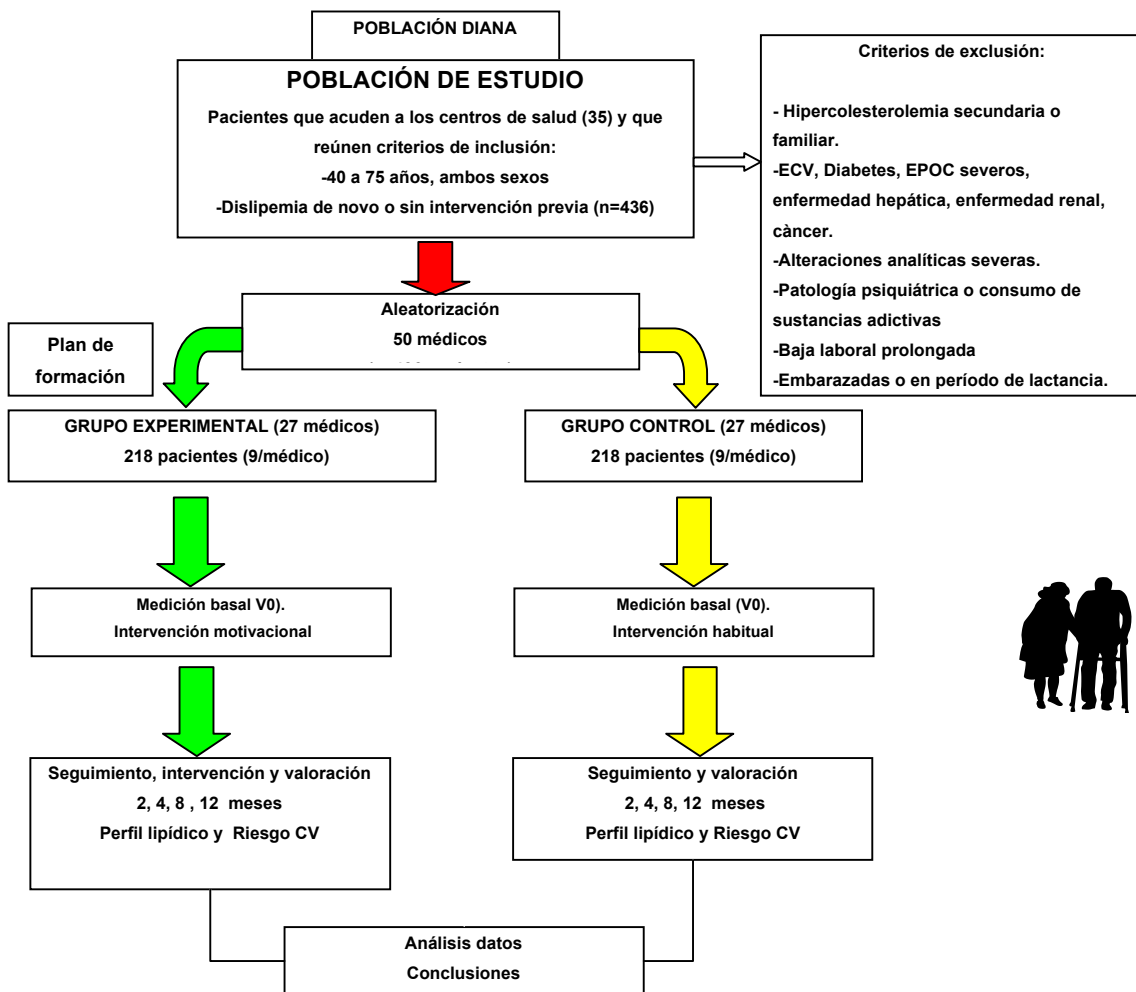 POBLACIÓN DIANA
POBLACIÓN DE ESTUDIO
Pacientes que acuden a los centros de salud (35) y que
reúnen criterios de inclusión:
-40 a 75 años, ambos sexos
-Dislipemia de novo o sin intervención previa (n=436)
Criterios de exclusión:
- Hipercolesterolemia secundaria o
familiar.
-ECV, Diabetes, EPOC severos,
enfermedad hepática, enfermedad renal,
càncer.
-Alteraciones analíticas severas.
-Patología psiquiátrica o consumo de
sustancias adictivas
-Baja laboral prolongada
-Embarazadas o en período de lactancia.
Aleatorización
50 médicos
Plan de
formación
GRUPO EXPERIMENTAL (27 médicos)
218 pacientes (9/médico)
GRUPO CONTROL (27 médicos)
218 pacientes (9/médico)
Medición basal V0).
Intervención motivacional
Medición basal (V0).
Intervención habitual
Seguimiento, intervención y valoración
2, 4, 8 , 12 meses
Perfil lipídico y Riesgo CV
Seguimiento y valoración
2, 4, 8, 12 meses
Perfil lipídico y Riesgo CV
Análisis datos
Conclusiones